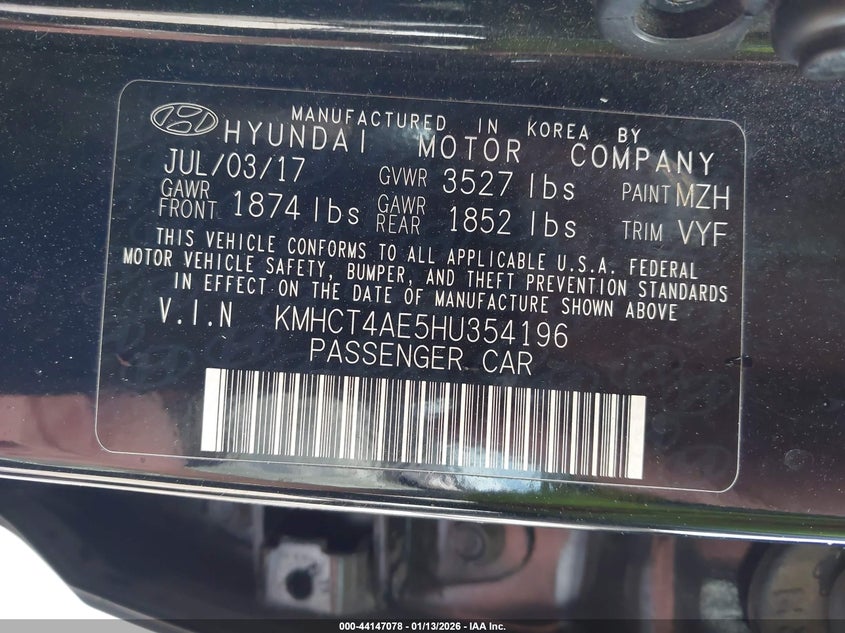 MANUFACTURED IN KOREA BY
HYUNDAI MOTOR COMPANY
JUL/03/17 GVWR 3527 lbs PAINT MZH
GAWR FRONT 1874 lbs GAWR REAR 1852 lbs TRIM VYF
THIS VEHICLE CONFORMS TO ALL APPLICABLE U.S.A. FEDERAL
MOTOR VEHICLE SAFETY, BUMPER, AND THEFT PREVENTION STANDARDS
IN EFFECT ON THE DATE OF MANUFACTURE SHOWN ABOVE
V.I.N KMHCT4AE5HU354196
PASSENGER CAR
000-44147078 - 01/13/2026 - IAA Inc.